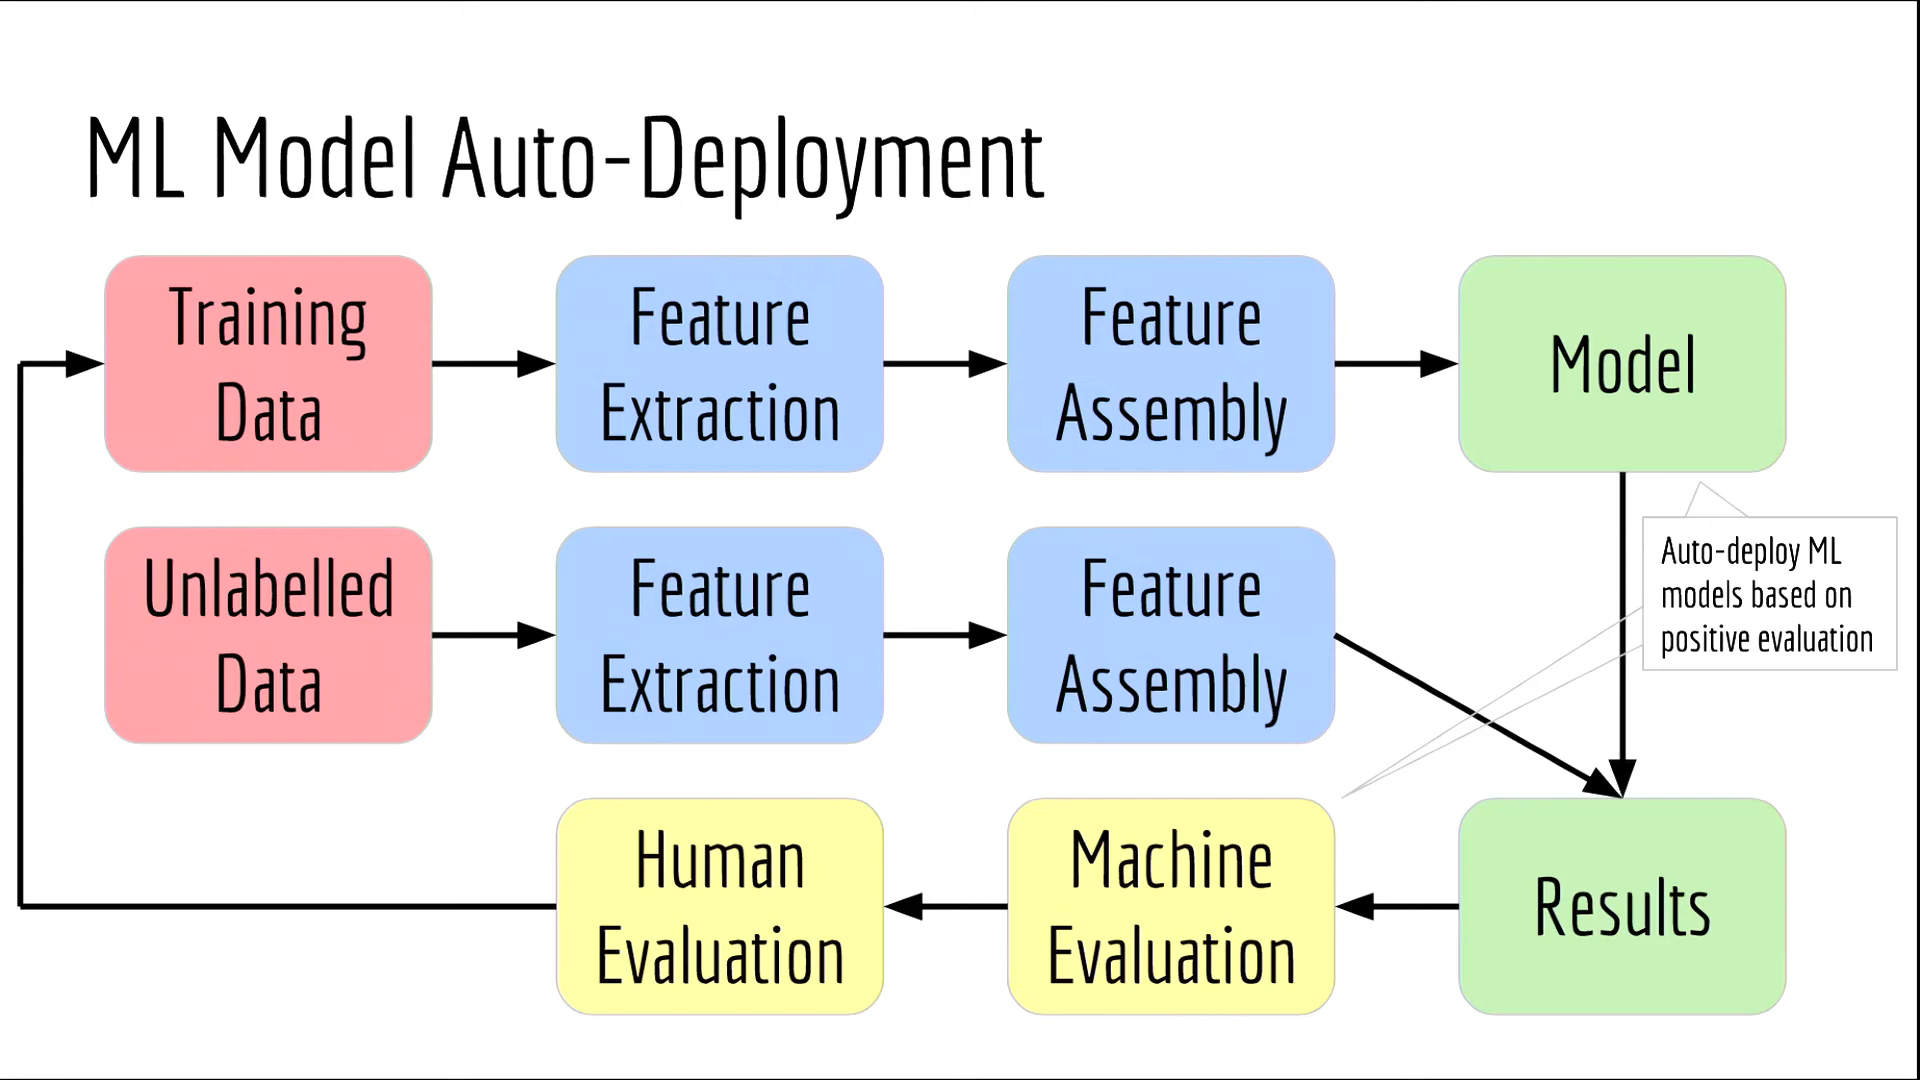 ML Model Auto-Deployment
Training
Data
Feature
Extraction
Feature
Assembly
Model
Unlabelled
Data
Feature
Extraction
Feature
Assembly
Auto-deploy ML
models based on
positive evaluation
Human
Evaluation
Machine
Evaluation
Results